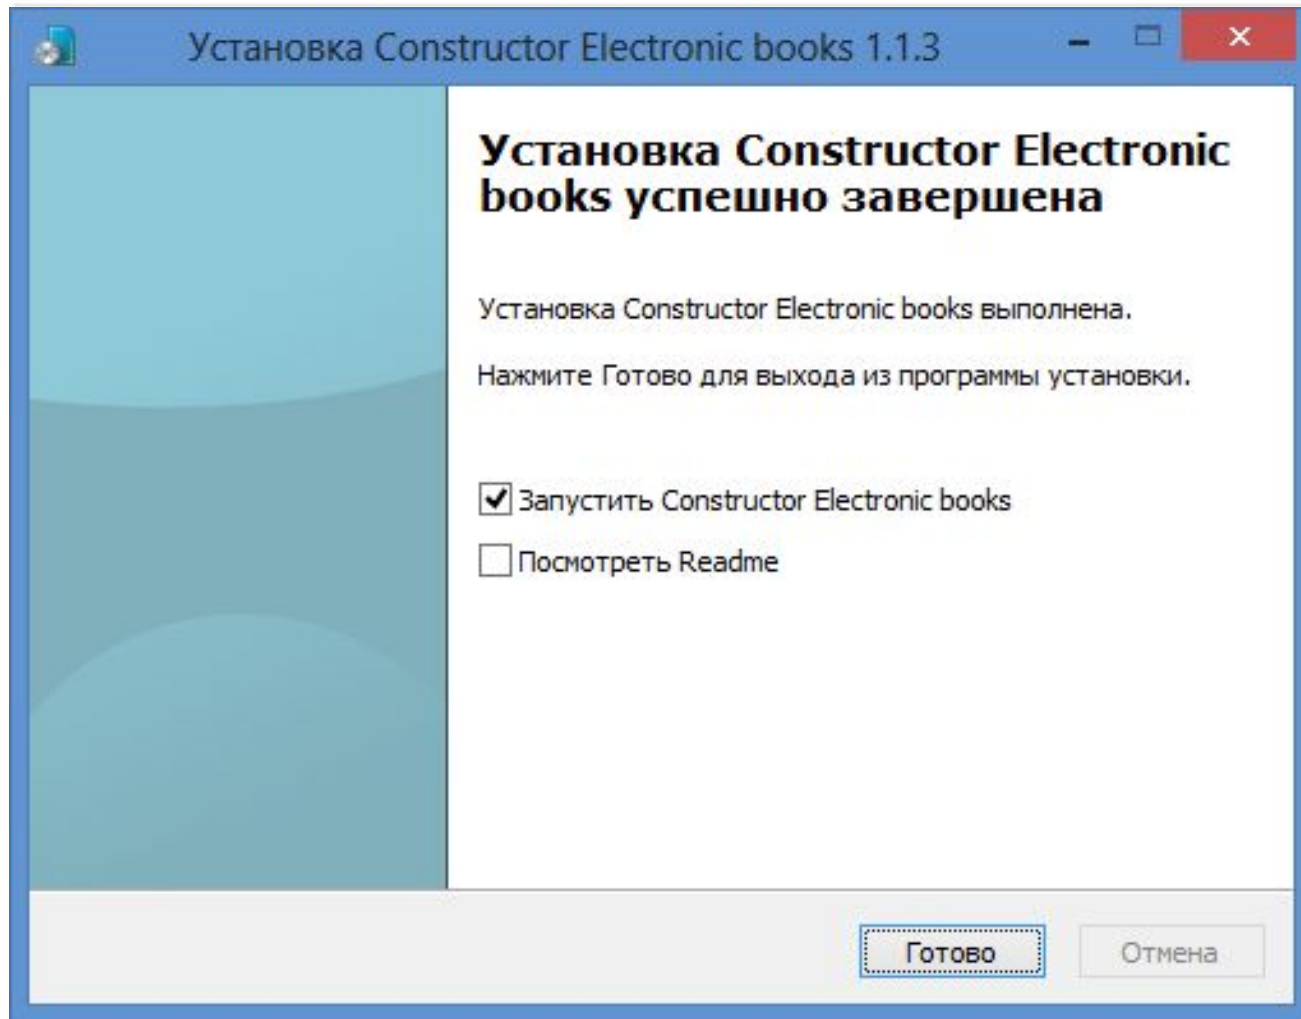 Установка Constructor Electronic books 1.1.3
Установка Constructor Electronic
books успешно завершена
Установка Constructor Electronic books выполнена.
Нажмите Готово для выхода из программы установки.
Запустить Constructor Electronic books
Посмотреть Readme
Готово
Отмена